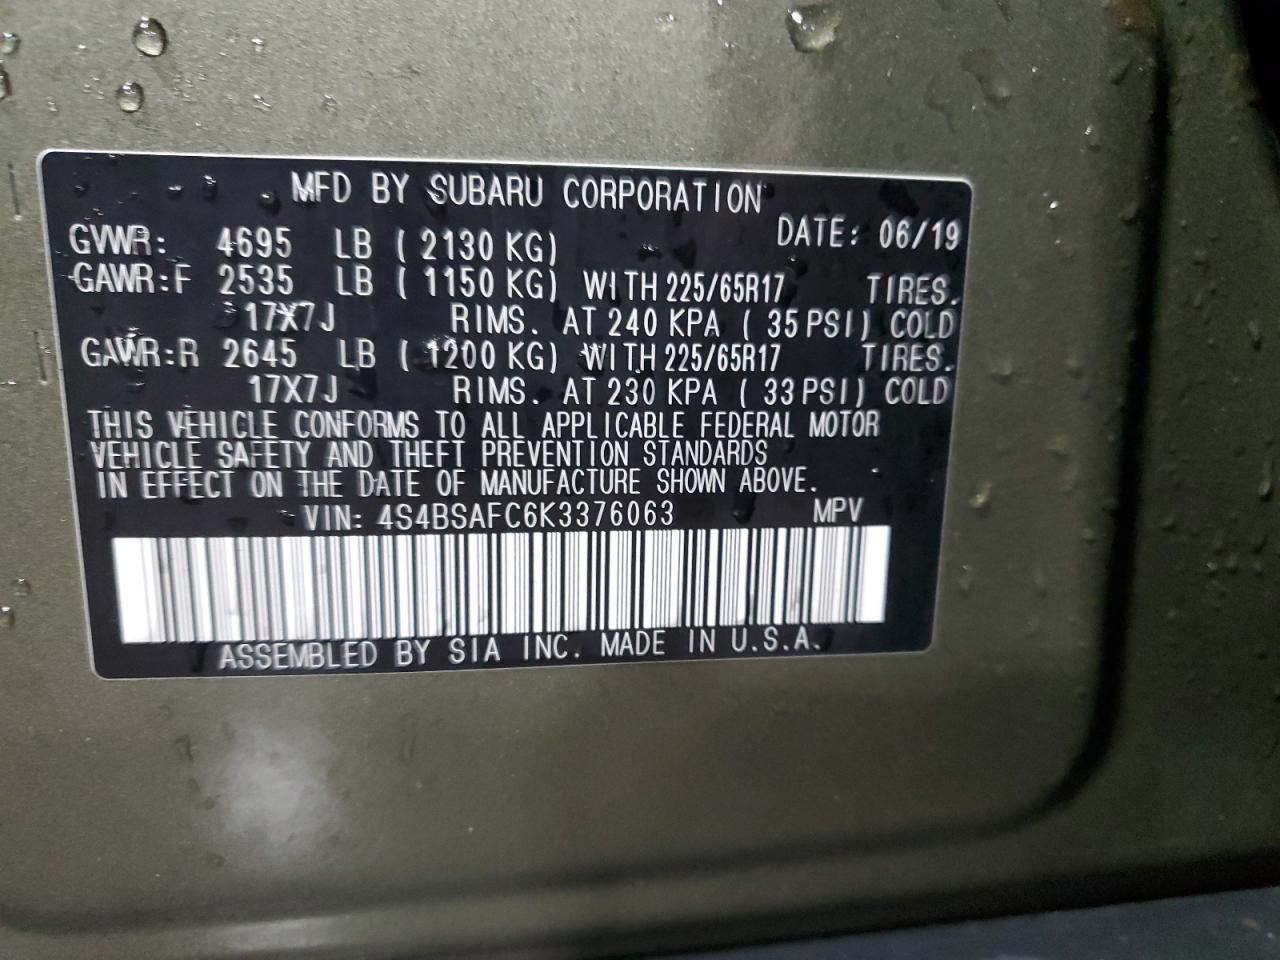 MFD BY SUBARU CORPORATION
DATE: 06/19
GVWR: 4695 LB ( 2130 KG)
GAWR:F 2535 LB ( 1150 KG) WITH 225/65R17 TIRES.
17X7J RIMS. AT 240 KPA ( 35 PSI) COLD
GAWR:R 2645 LB ( 1200 KG) WITH 225/65R17 TIRES.
17X7J RIMS. AT 230 KPA ( 33 PSI) COLD
THIS VEHICLE CONFORMS TO ALL APPLICABLE FEDERAL MOTOR
VEHICLE SAFETY AND THEFT PREVENTION STANDARDS
IN EFFECT ON THE DATE OF MANUFACTURE SHOWN ABOVE.
VIN: 4S4BSAFC6K3376063 MPV
ASSEMBLED BY SIA INC. MADE IN U.S.A.